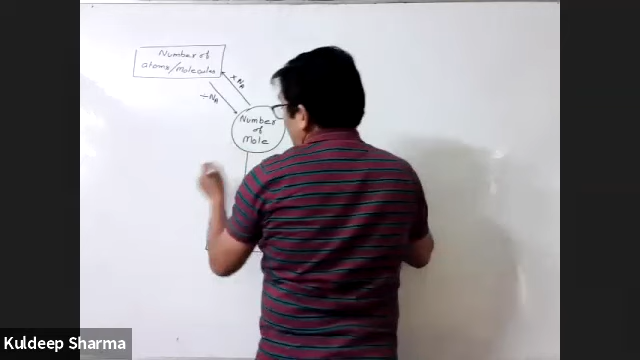 Number of
atoms/Molecules
× NA
÷ NA
Number
of
Mole
Kuldeep Sharma